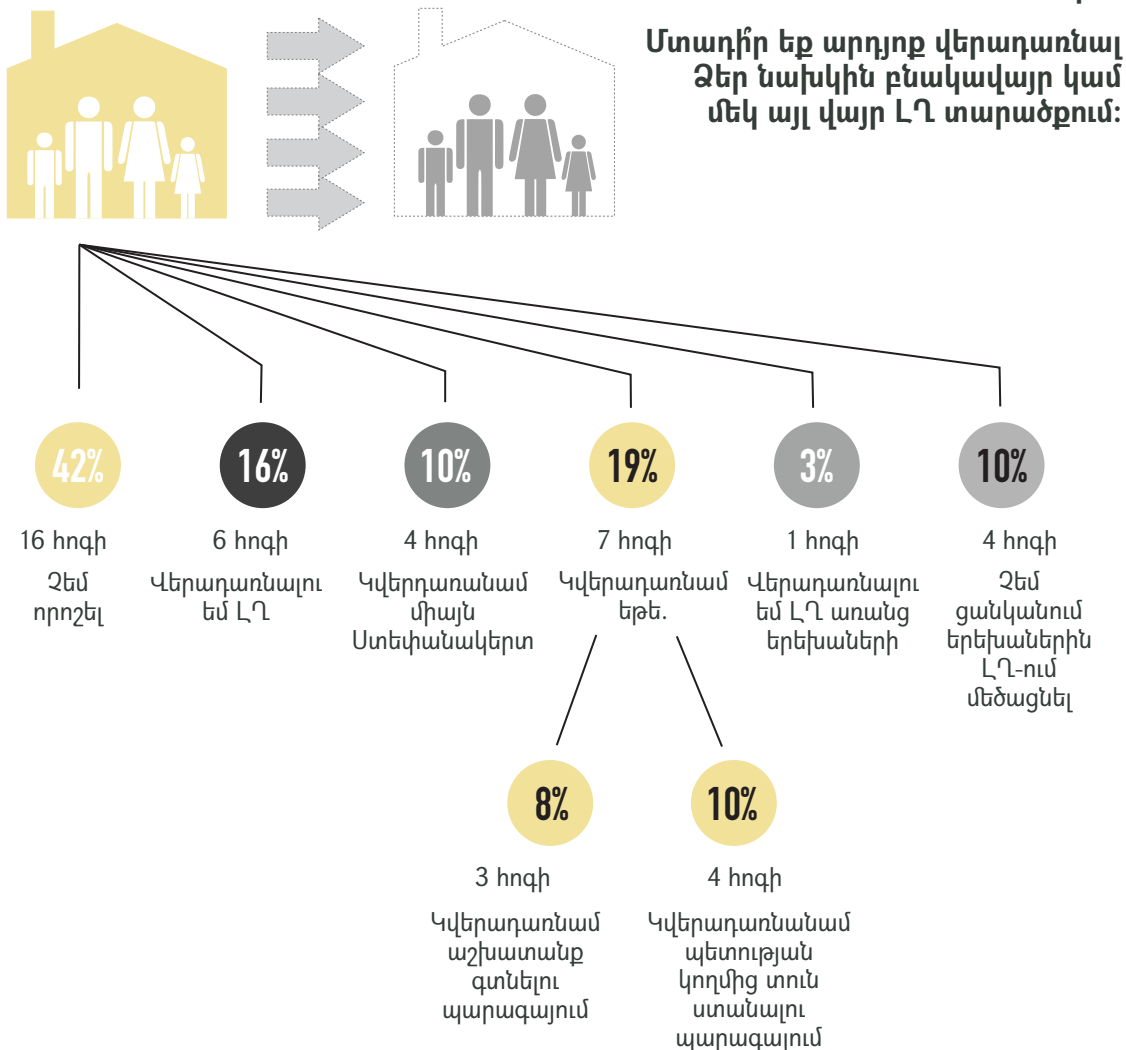 Մտադի՞ր եք արդյոք վերադառնալ
Ձեր նախկին բնակավայր կամ
մեկ այլ վայր ԼՂ տարածքում:
42%
16 հոգի
Չեմ
որոշել
16%
6 հոգի
Վերադառնալու
եմ ԼՂ
10%
4 հոգի
Կվերդառանամ
միայն
Ստեփանակերտ
19%
7 հոգի
Կվերադառնամ
եթե.
3%
1 հոգի
Վերադառնալու
եմ ԼՂ առանց
երեխաների
10%
4 հոգի
Չեմ
ցանկանում
երեխաներին
ԼՂ-ում
մեծացնել
8%
3 հոգի
Կվերադառնամ
աշխատանք
գտնելու
պարագայում
10%
4 հոգի
Կվերադառնանամ
պետության
կողմից տուն
ստանալու
պարագայում